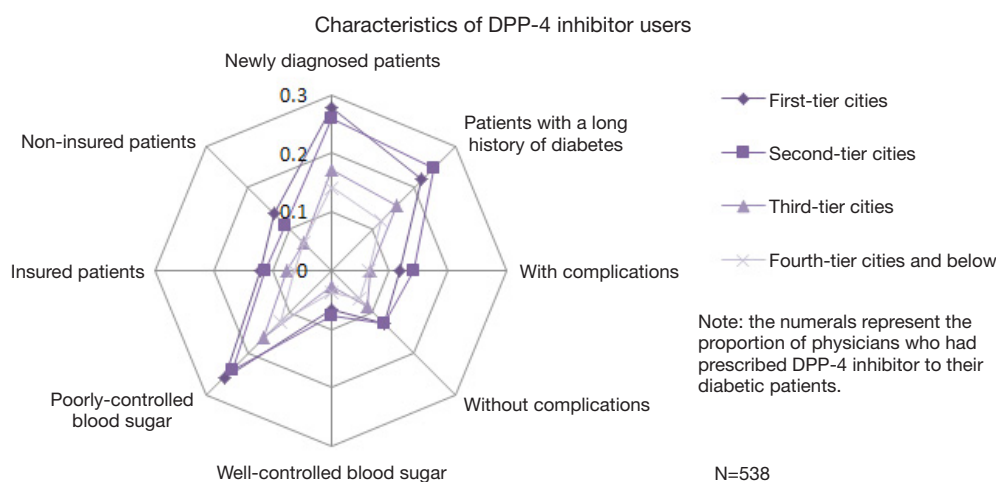 Characteristics of DPP-4 inhibitor users
Newly diagnosed patients
0.3
Patients with a long
history of diabetes
Non-insured patients
0.2
0.1
Insured patients
0
With complications
Poorly-controlled
blood sugar
Without complications
Well-controlled blood sugar
First-tier cities
Second-tier cities
Third-tier cities
Fourth-tier cities and below
Note: the numerals represent the
proportion of physicians who had
prescribed DPP-4 inhibitor to their
diabetic patients.
N=538